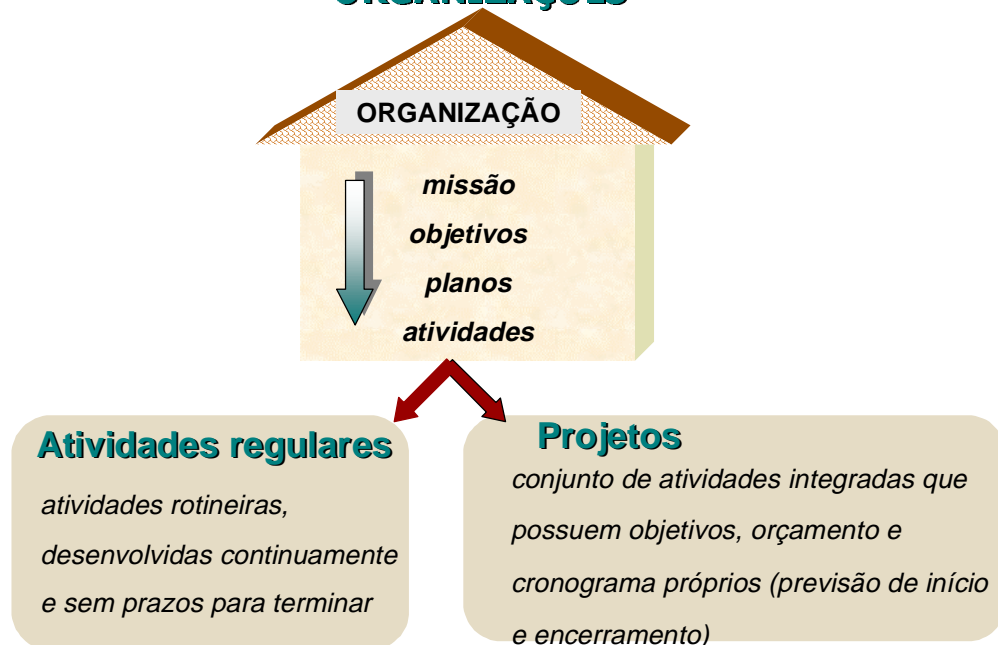 ORGANIZAÇÕES
ORGANIZAÇÃO
missão
objetivos
planos
atividades
Atividades regulares
atividades rotineiras,
desenvolvidas continuamente
e sem prazos para terminar
Projetos
conjunto de atividades integradas que
possuem objetivos, orçamento e
cronograma próprios (previsão de início
e encerramento)